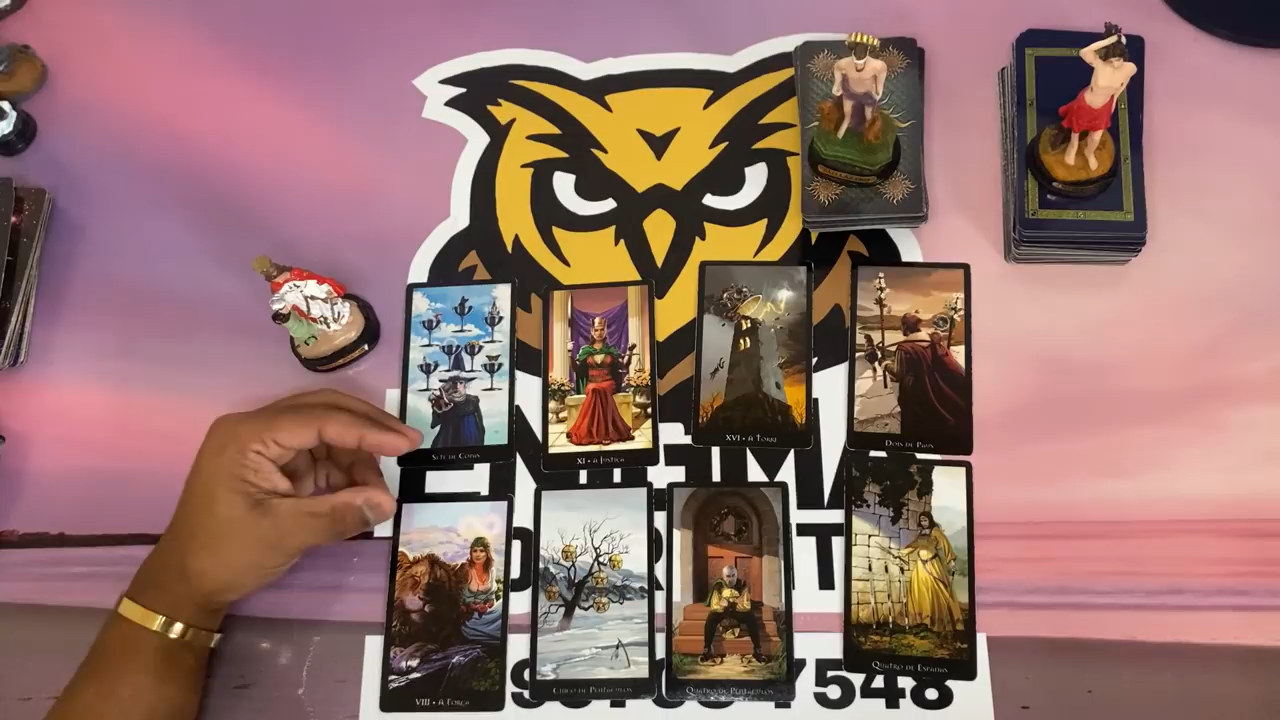 SETE DE COPAS
XI • A JUSTIÇA
XVI • A TORRE
DOIS DE PAUS
ENIGMA
VIII • A FORÇA
CINCO DE PENTÁCULOS
QUATRO DE PENTÁCULOS
QUATRO DE ESPADAS
7548